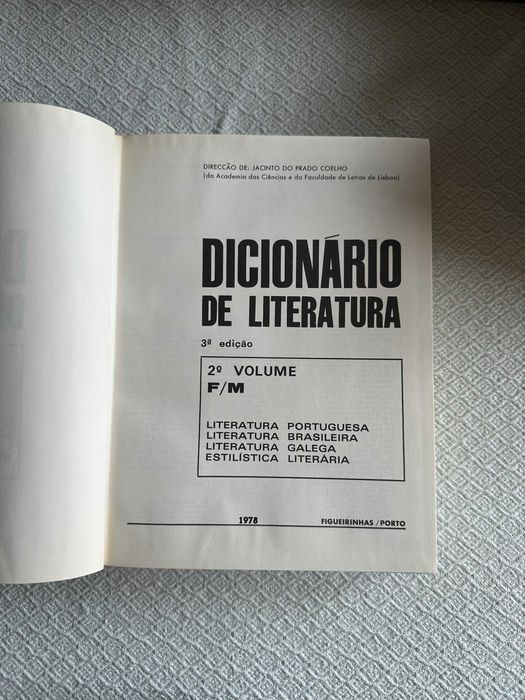 DIRECÇÃO DE: JACINTO DO PRADO COELHO
(da Academia das Ciências e da Faculdade de Letras de Lisboa)
DICIONÁRIO
DE LITERATURA
3ª edição
2º VOLUME
F/M
LITERATURA PORTUGUESA
LITERATURA BRASILEIRA
LITERATURA GALEGA
ESTILÍSTICA LITERÁRIA
1978 FIGUEIRINHAS/PORTO